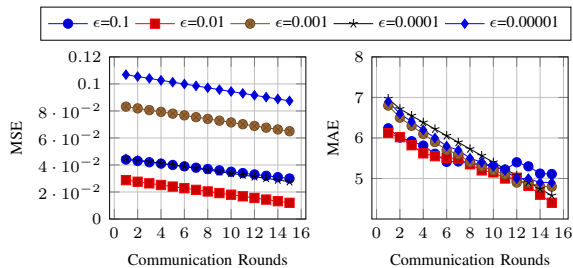 ϵ=0.1 ϵ=0.01 ϵ=0.001 ϵ=0.0001 ϵ=0.00001
0.12
0.1
8 · 10⁻²
6 · 10⁻²
4 · 10⁻²
2 · 10⁻²
0
MSE
0 2 4 6 8 10 12 14 16
Communication Rounds
8
7
6
5
MAE
0 2 4 6 8 10 12 14 16
Communication Rounds